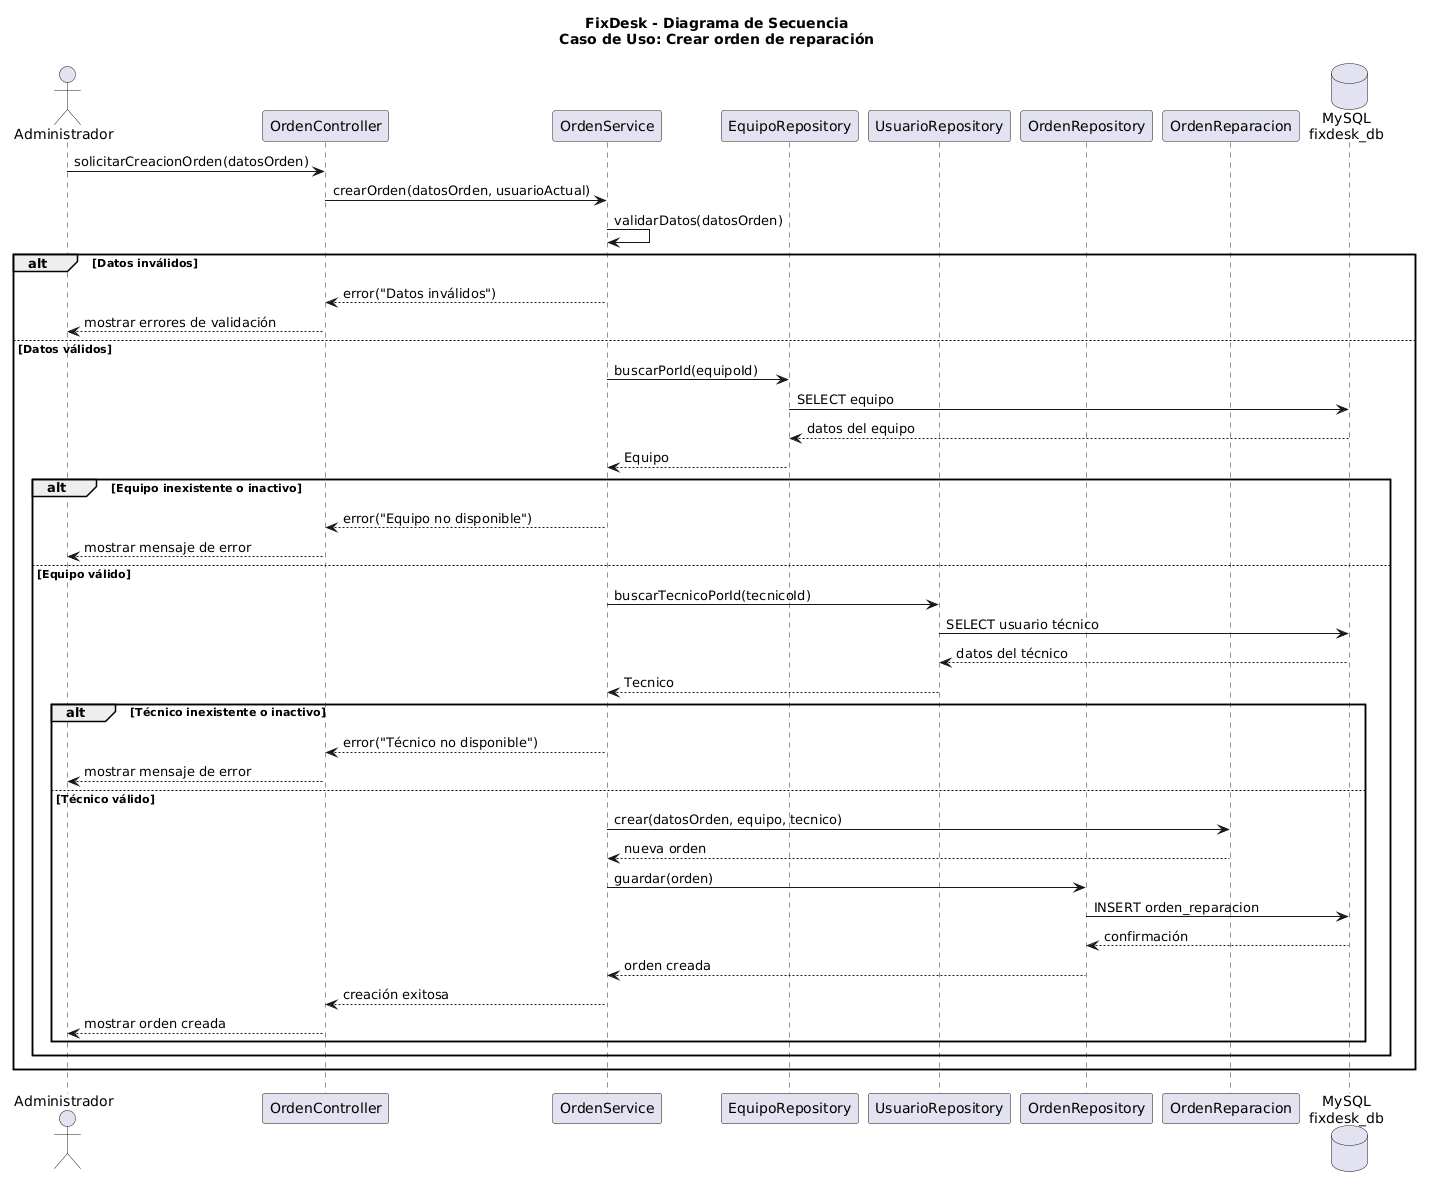 FixDesk - Diagrama de Secuencia
Caso de Uso: Crear orden de reparación
Administrador
OrdenController
OrdenService
EquipoRepository
UsuarioRepository
OrdenRepository
OrdenReparacion
MySQL
fixdesk_db
solicitarCreacionOrden(datosOrden)
crearOrden(datosOrden, usuarioActual)
validarDatos(datosOrden)
alt
[Datos inválidos]
error("Datos inválidos")
mostrar errores de validación
[Datos válidos]
buscarPorId(equipoId)
SELECT equipo
datos del equipo
Equipo
alt
[Equipo inexistente o inactivo]
error("Equipo no disponible")
mostrar mensaje de error
[Equipo válido]
buscarTecnicoPorId(tecnicoId)
SELECT usuario técnico
datos del técnico
Tecnico
alt
[Técnico inexistente o inactivo]
error("Técnico no disponible")
mostrar mensaje de error
[Técnico válido]
crear(datosOrden, equipo, tecnico)
nueva orden
guardar(orden)
INSERT orden_reparacion
confirmación
orden creada
creación exitosa
mostrar orden creada
Administrador
OrdenController
OrdenService
EquipoRepository
UsuarioRepository
OrdenRepository
OrdenReparacion
MySQL
fixdesk_db